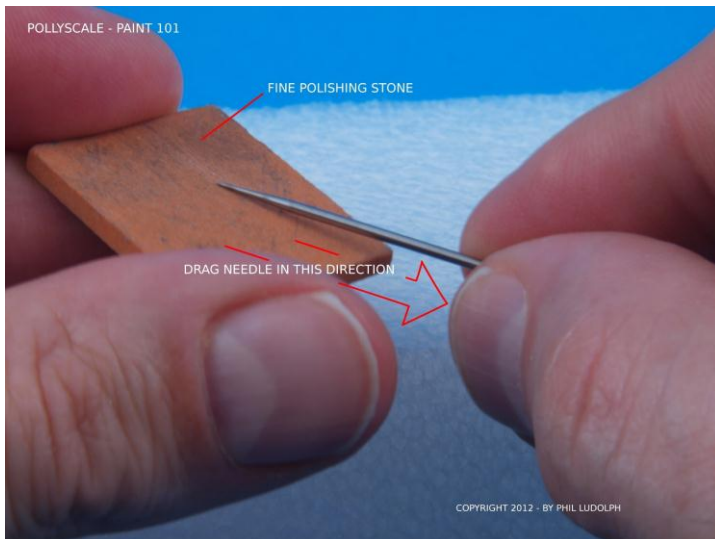 POLLYSCALE - PAINT 101
FINE POLISHING STONE
DRAG NEEDLE IN THIS DIRECTION
COPYRIGHT 2012 - BY PHIL LUDOLPH